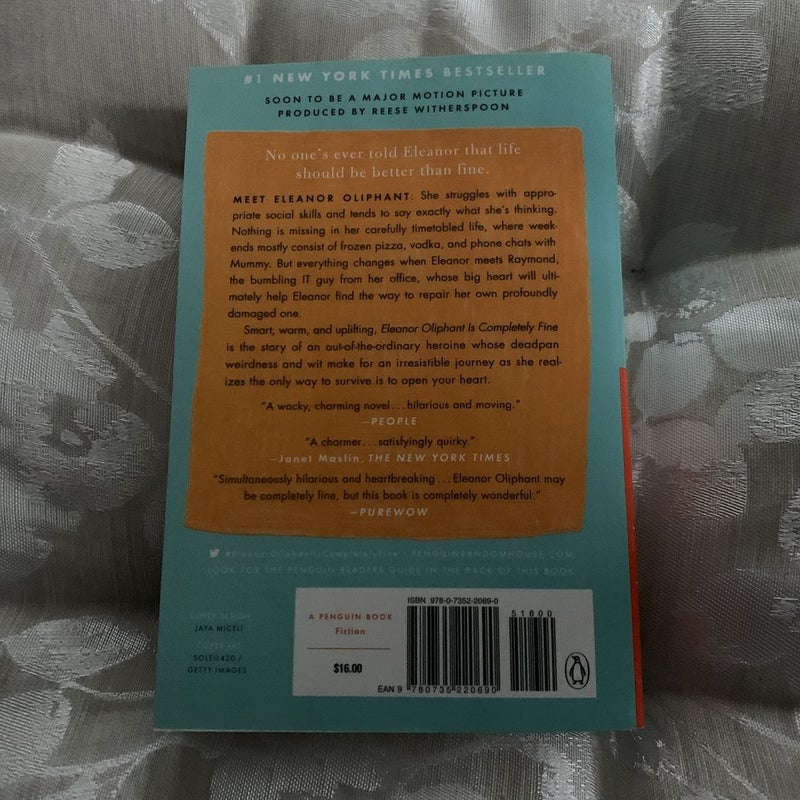 #1 NEW YORK TIMES BESTSELLER
SOON TO BE A MAJOR MOTION PICTURE
PRODUCED BY REESE WITHERSPOON
No one's ever told Eleanor that life
should be better than fine.
MEET ELEANOR OLIPHANT: She struggles with appro-
priate social skills and tends to say exactly what she's thinking.
Nothing is missing in her carefully timetabled life, where week-
ends mostly consist of frozen pizza, vodka, and phone chats with
Mummy. But everything changes when Eleanor meets Raymond,
the bumbling IT guy from her office, whose big heart will ulti-
mately help Eleanor find the way to repair her own profoundly
damaged one.
Smart, warm, and uplifting, Eleanor Oliphant Is Completely Fine
is the story of an out-of-the-ordinary heroine whose deadpan
weirdness and wit make for an irresistible journey as she real-
izes the only way to survive is to open your heart.
"A wacky, charming novel...hilarious and moving."
—PEOPLE
"A charmer...satisfyingly quirky."
—Janet Maslin, THE NEW YORK TIMES
"Simultaneously hilarious and heartbreaking...Eleanor Oliphant may
be completely fine, but this book is completely wonderful."
—PUREWOW
#EleanorOliphantIsCompletelyFine • PENGUINRANDOMHOUSE.COM
LOOK FOR THE PENGUIN READERS GUIDE IN THE BACK OF THIS BOOK.
COVER DESIGN:
JAYA MICELI
COVER ART:
SOLEIL420 /
GETTY IMAGES
A PENGUIN BOOK
Fiction
$16.00
ISBN 978-0-7352-2069-0
51600
EAN 9 780735 220690